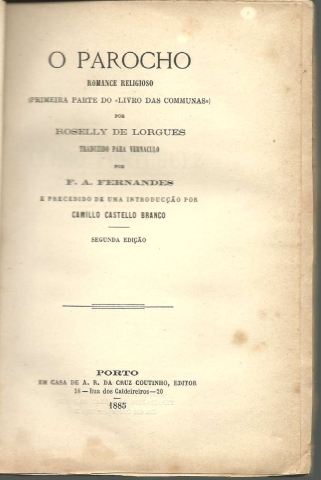 O PAROCHO
ROMANCE RELIGIOSO
(PRIMEIRA PARTE DO «LIVRO DAS COMMUNAS»)
POR
ROSELLY DE LORGUES
TRADUZIDO PARA VERNACULO
POR
F. A. FERNANDES
E PRECEDIDO DE UMA INTRODUCÇÃO POR
CAMILLO CASTELLO BRANCO
SEGUNDA EDIÇÃO
PORTO
EM CASA DE A. R. DA CRUZ COUTINHO, EDITOR
18—Rua dos Caldeireiros—20
1885